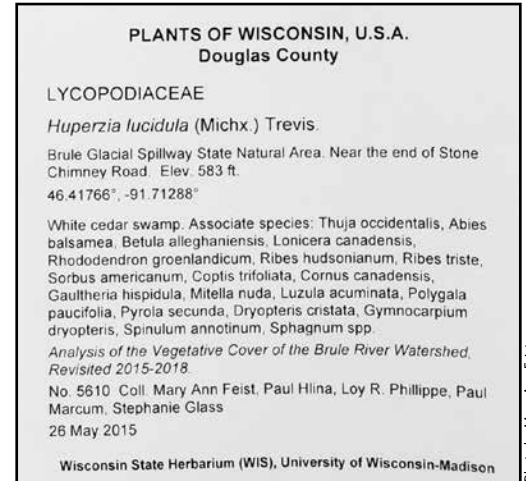 PLANTS OF WISCONSIN, U.S.A.
Douglas County
LYCOPODIACEAE
Huperzia lucidula (Michx.) Trevis.
Brule Glacial Spillway State Natural Area. Near the end of Stone
Chimney Road. Elev. 583 ft.
46.41766°, -91.71288°
White cedar swamp. Associate species: Thuja occidentalis, Abies
balsamea, Betula alleghaniensis, Lonicera canadensis,
Rhododendron groenlandicum, Ribes hudsonianum, Ribes triste,
Sorbus americanum, Coptis trifoliata, Cornus canadensis,
Gaultheria hispidula, Mitella nuda, Luzula acuminata, Polygala
paucifolia, Pyrola secunda, Dryopteris cristata, Gymnocarpium
dryopteris, Spinulum annotinum, Sphagnum spp.
Analysis of the Vegetative Cover of the Brule River Watershed,
Revisited 2015-2018.
No. 5610 Coll. Mary Ann Feist, Paul Hlina, Loy R. Phillippe, Paul
Marcum, Stephanie Glass
26 May 2015
Wisconsin State Herbarium (WIS), University of Wisconsin-Madison